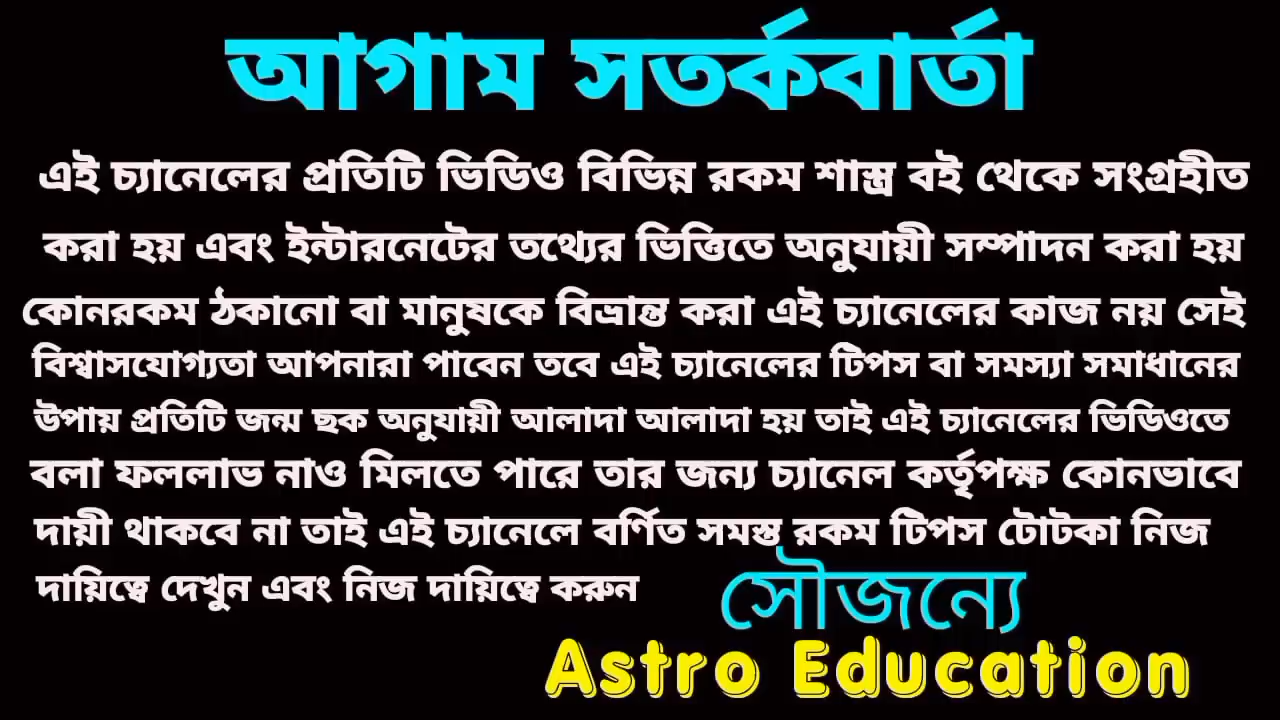 আগাম সতর্কবার্তা
এই চ্যানেলের প্রতিটি ভিডিও বিভিন্ন রকম শাস্ত্র বই থেকে সংগ্রহীত
করা হয় এবং ইন্টারনেটের তথ্যের ভিত্তিতে অনুযায়ী সম্পাদন করা হয়
কোনরকম ঠকানো বা মানুষকে বিভ্রান্ত করা এই চ্যানেলের কাজ নয় সেই
বিশ্বাসযোগ্যতা আপনারা পাবেন তবে এই চ্যানেলের টিপস বা সমস্যা সমাধানের
উপায় প্রতিটি জন্ম ছক অনুযায়ী আলাদা আলাদা হয় তাই এই চ্যানেলের ভিডিওতে
বলা ফললাভ নাও মিলতে পারে তার জন্য চ্যানেল কর্তৃপক্ষ কোনভাবে
দায়ী থাকবে না তাই এই চ্যানেলে বর্ণিত সমস্ত রকম টিপস টোটকা নিজ
দায়িত্বে দেখুন এবং নিজ দায়িত্বে করুন
সৌজন্যে
Astro Education